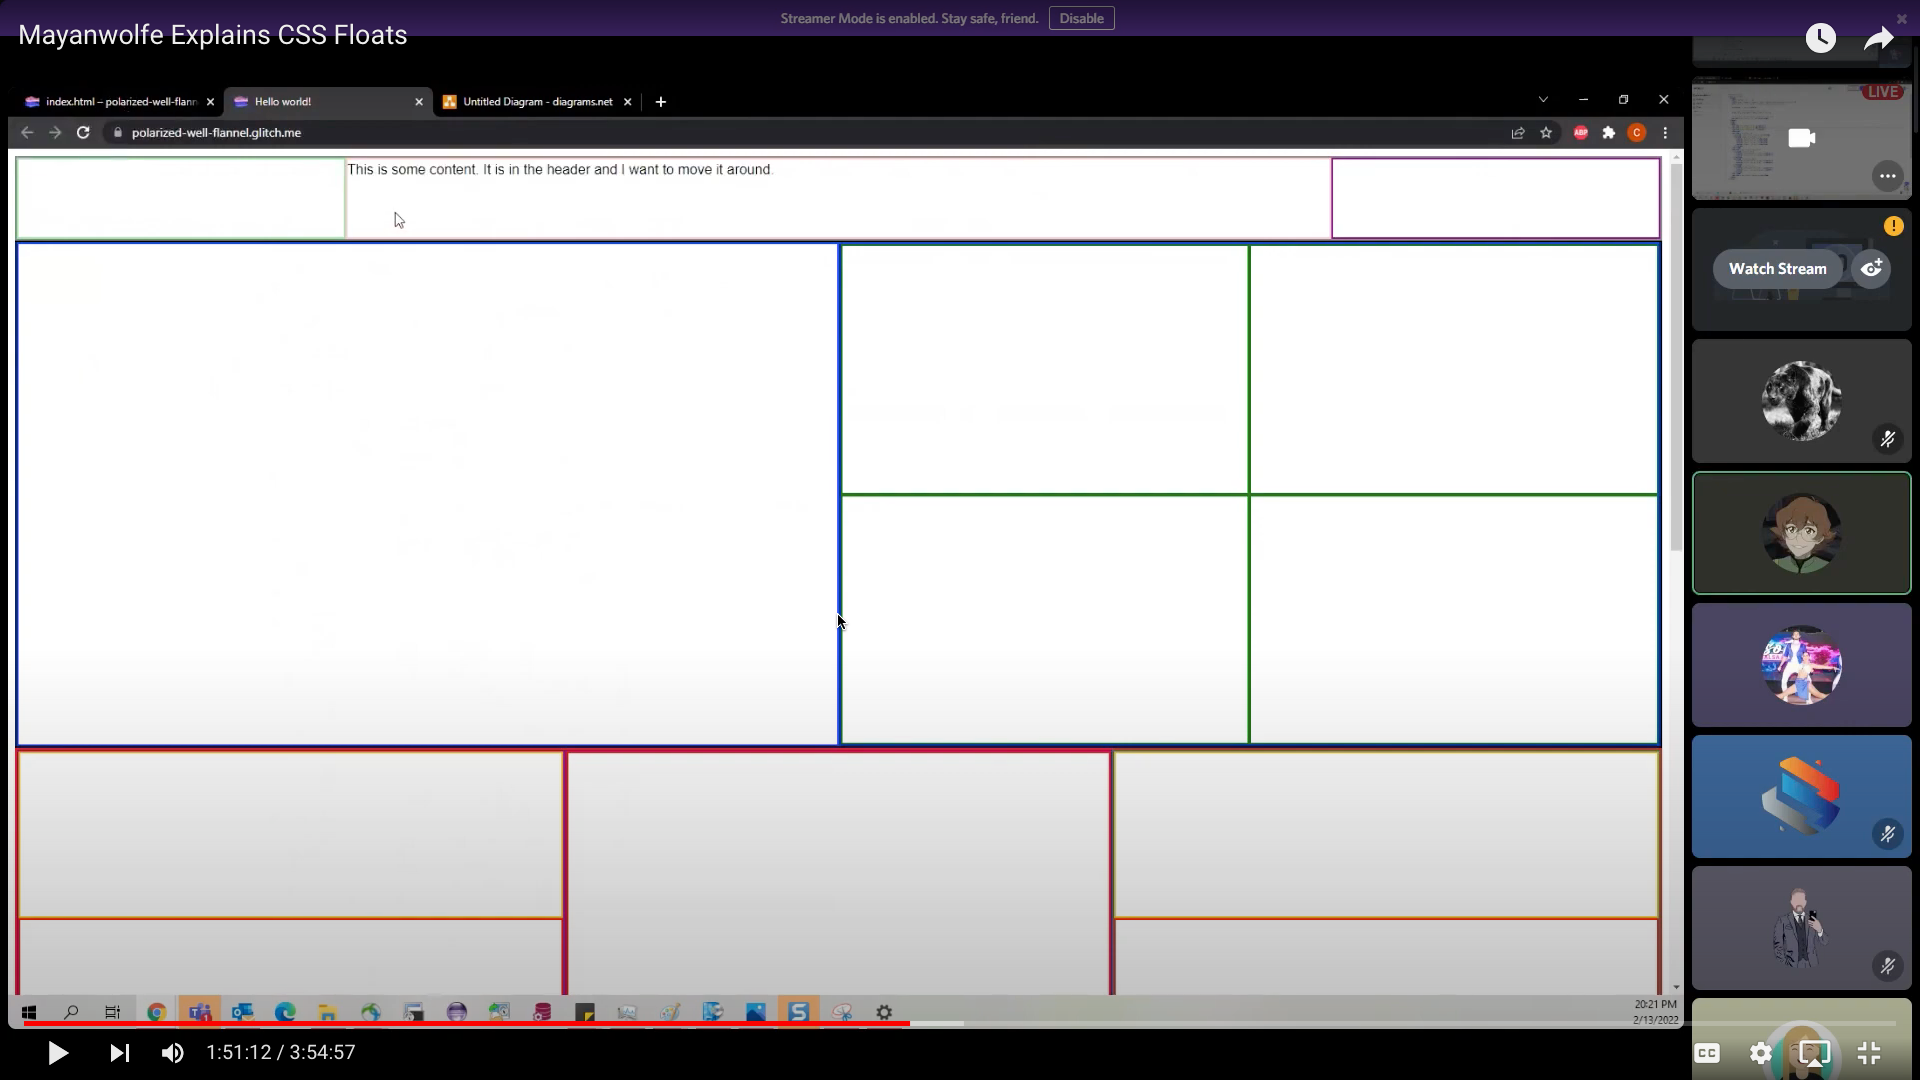 Streamer Mode is enabled. Stay safe, friend. Disable
Mayanwolfe Explains CSS Floats
LIVE
index.html – polarized-well-flann
Hello world!
Untitled Diagram - diagrams.net
polarized-well-flannel.glitch.me
ABP
C
This is some content. It is in the header and I want to move it around.
Watch Stream
20:21 PM
2/13/2022
1:51:12 / 3:54:57
CC